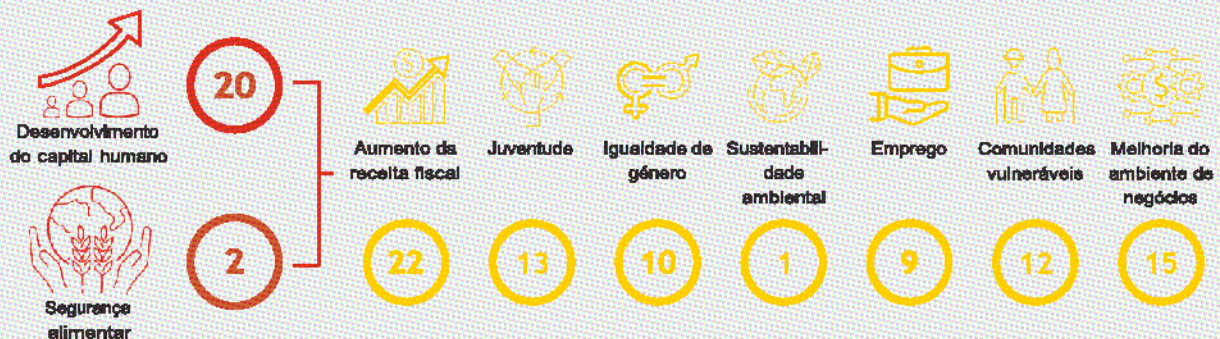 20
Desenvolvimento
do capital humano
2
Segurança
alimentar
Aumento da
receita fiscal
22
Juventude
13
Igualdade de
género
10
Sustentabili-
dade
ambiental
1
Emprego
9
Comunidades
vulneráveis
12
Melhoria do
ambiente de
negócios
15